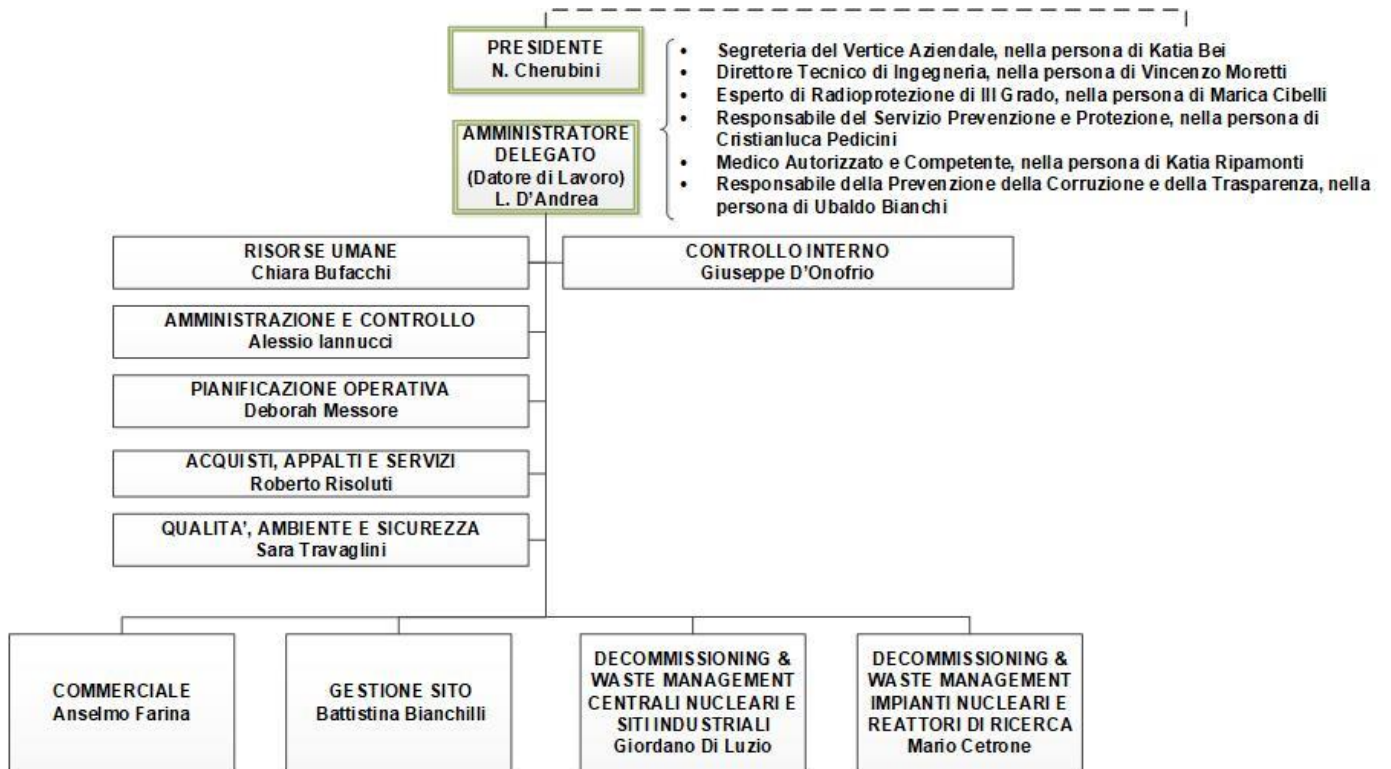 PRESIDENTE
N. Cherubini
• Segreteria del Vertice Aziendale, nella persona di Katia Bei
• Direttore Tecnico di Ingegneria, nella persona di Vincenzo Moretti
• Esperto di Radioprotezione di III Grado, nella persona di Marica Cibelli
• Responsabile del Servizio Prevenzione e Protezione, nella persona di
Cristianluca Pedicini
• Medico Autorizzato e Competente, nella persona di Katia Ripamonti
• Responsabile della Prevenzione della Corruzione e della Trasparenza, nella
persona di Ubaldo Bianchi
AMMINISTRATORE
DELEGATO
(Datore di Lavoro)
L. D'Andrea
RISORSE UMANE
Chiara Bufacchi
CONTROLLO INTERNO
Giuseppe D'Onofrio
AMMINISTRAZIONE E CONTROLLO
Alessio Iannucci
PIANIFICAZIONE OPERATIVA
Deborah Messore
ACQUISTI, APPALTI E SERVIZI
Roberto Risoluti
QUALITA', AMBIENTE E SICUREZZA
Sara Travaglini
COMMERCIALE
Anselmo Farina
GESTIONE SITO
Battistina Bianchilli
DECOMMISSIONING &
WASTE MANAGEMENT
CENTRALI NUCLEARI E
SITI INDUSTRIALI
Giordano Di Luzio
DECOMMISSIONING &
WASTE MANAGEMENT
IMPIANTI NUCLEARI E
REATTORI DI RICERCA
Mario Cetrone